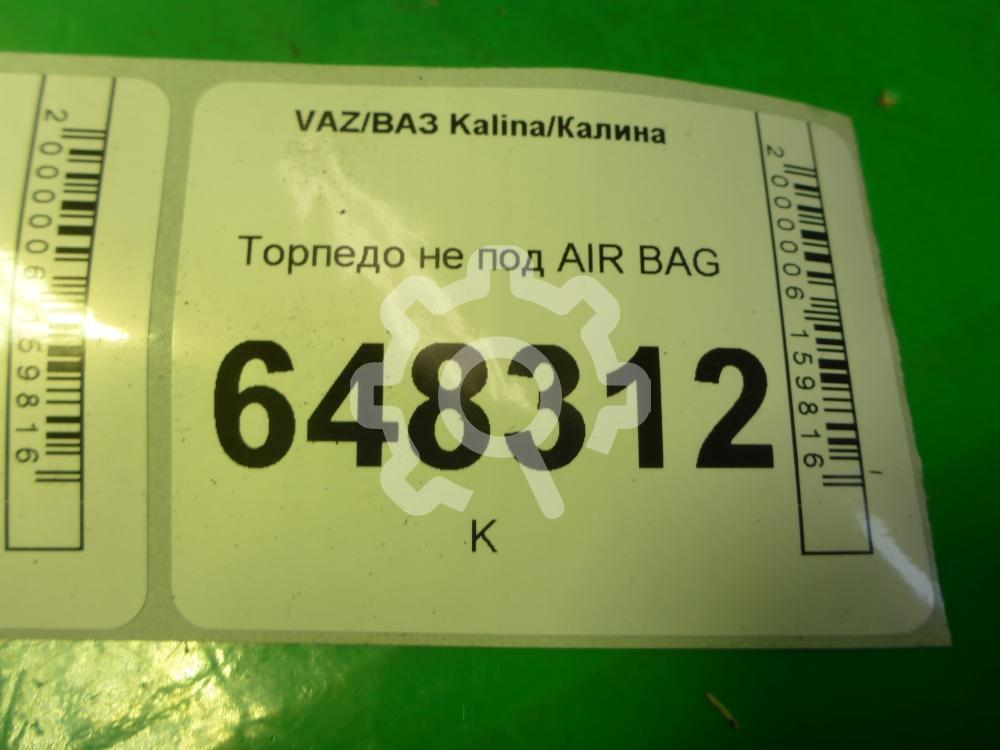 VAZ/ВАЗ Kalina/Калина
Торпедо не под AIR BAG
648312
K
2000006159816
2000006159816